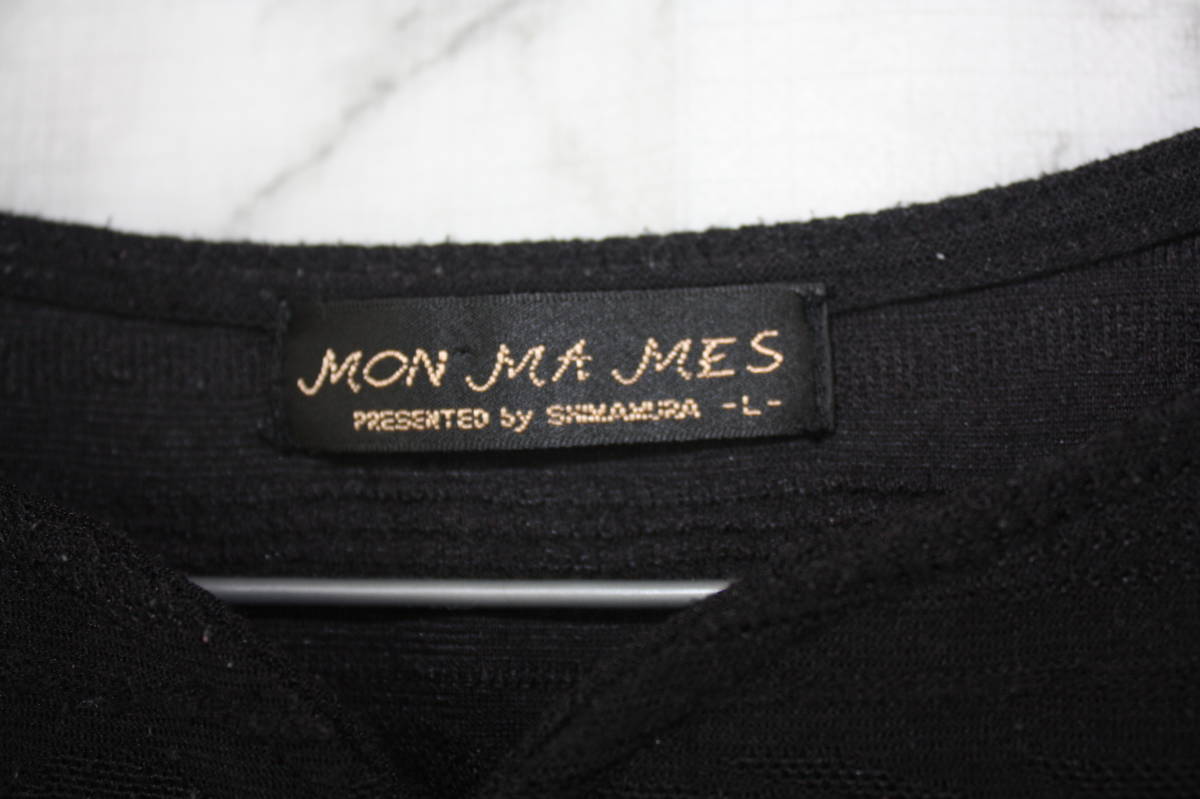 MON MA MES
PRESENTED by SHIMAMURA -L-